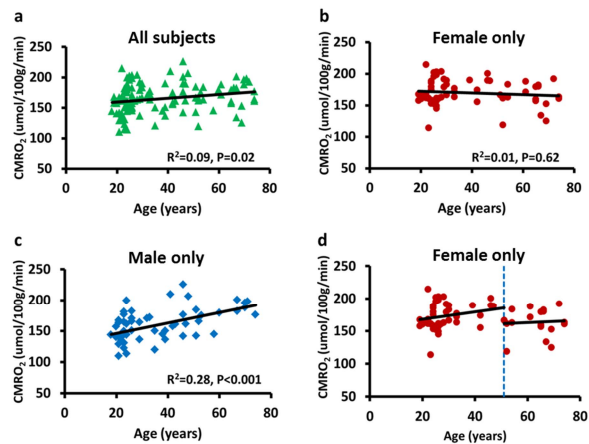 a
All subjects
CMRO₂ (umol/100g/min)
250
200
150
100
50
R²=0.09, P=0.02
0 20 40 60 80
Age (years)
b
Female only
CMRO₂ (umol/100g/min)
250
200
150
100
50
R²=0.01, P=0.62
0 20 40 60 80
Age (years)
c
Male only
CMRO₂ (umol/100g/min)
250
200
150
100
50
R²=0.28, P<0.001
0 20 40 60 80
Age (years)
d
Female only
CMRO₂ (umol/100g/min)
250
200
150
100
50
0 20 40 60 80
Age (years)